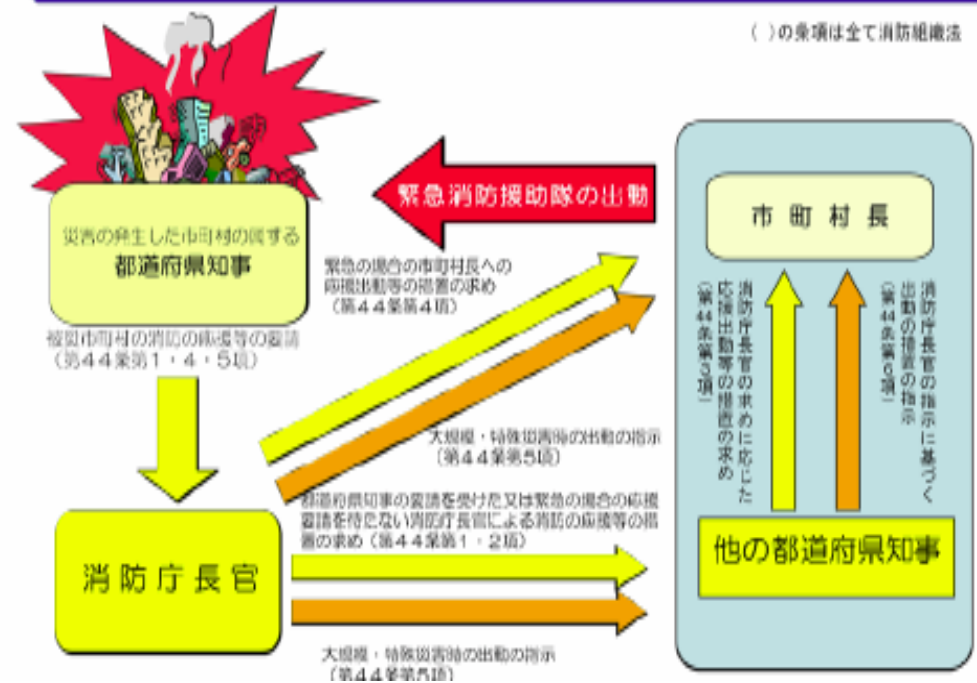 （ ）の条項は全て消防組織法
災害の発生した市町村の属する
都道府県知事
被災市町村の消防の応援等の要請
（第４４条第１・４・５項）
緊急消防援助隊の出動
緊急の場合の市町村長への
応援出動等の措置の求め
（第４４条第４項）
大規模・特殊災害時の出動の指示
（第４４条第５項）
都道府県知事の要請を受けた又は緊急の場合の応援
要請を待たない消防庁長官による消防の応援等の措
置の求め（第４４条第１・２項）
消防庁長官
大規模・特殊災害時の出動の指示
（第４４条第５項）
市町村長
消防庁長官の求めに応じた
応援出動等の措置の求め
（第44条第３項）
消防庁長官の指示に基づく
出動の措置の指示
（第44条第６項）
他の都道府県知事